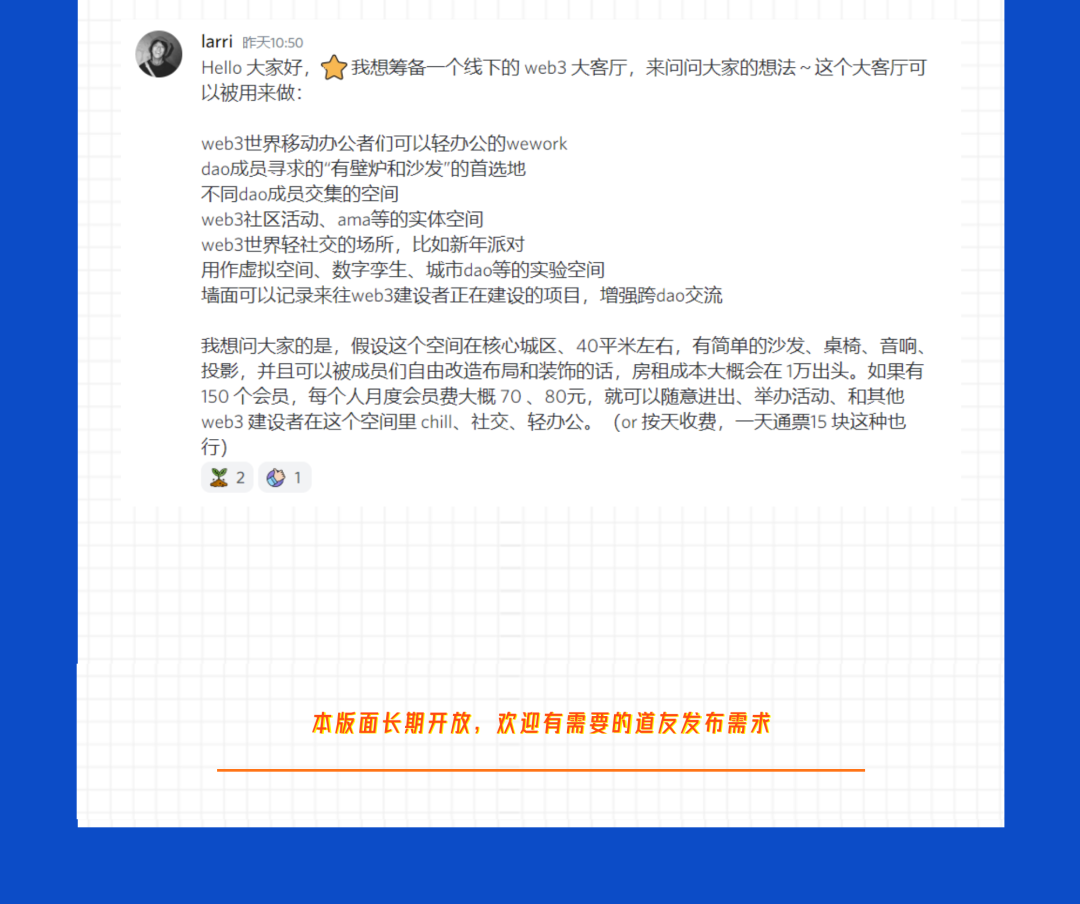 larri 昨天10:50
Hello 大家好，⭐我想筹备一个线下的 web3 大客厅，来问问大家的想法～这个大客厅可
以被用来做：
web3世界移动办公者们可以轻办公的wework
dao成员寻求的“有壁炉和沙发”的首选地
不同dao成员交集的空间
web3社区活动、ama等的实体空间
web3世界轻社交的场所，比如新年派对
用作虚拟空间、数字孪生、城市dao等的实验空间
墙面可以记录来往web3建设者正在建设的项目，增强跨dao交流
我想问大家的是，假设这个空间在核心城区、40平米左右，有简单的沙发、桌椅、音响、
投影，并且可以被成员们自由改造布局和装饰的话，房租成本大概会在 1万出头。如果有
150 个会员，每个人月度会员费大概 70 、80元，就可以随意进出、举办活动、和其他
web3 建设者在这个空间里 chill、社交、轻办公。（or 按天收费，一天通票15 块这种也
行）
2 1
本版面长期开放，欢迎有需要的道友发布需求